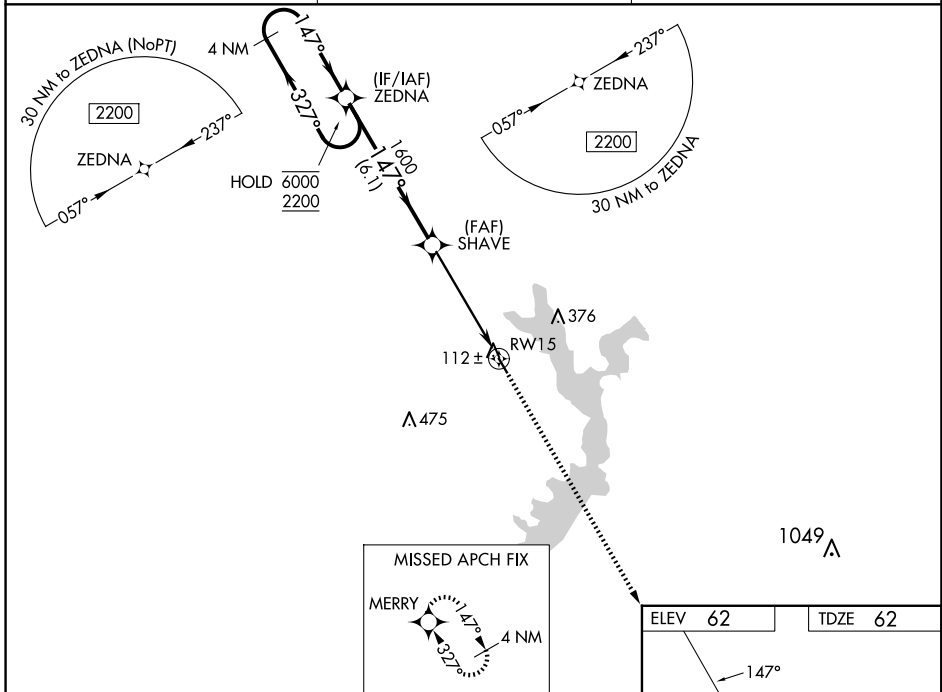 30 NM to ZEDNA (NoPT)
2200
ZEDNA
237°
057°
4 NM
147°
327°
(IF/IAF)
ZEDNA
HOLD 6000
2200
1600
147°
(6.1)
237°
ZEDNA
057°
2200
30 NM to ZEDNA
(FAF)
SHAVE
376
RW15
112 ±
475
1049
MISSED APCH FIX
MERRY
147°
4 NM
327°
ELEV 62
TDZE 62
147°